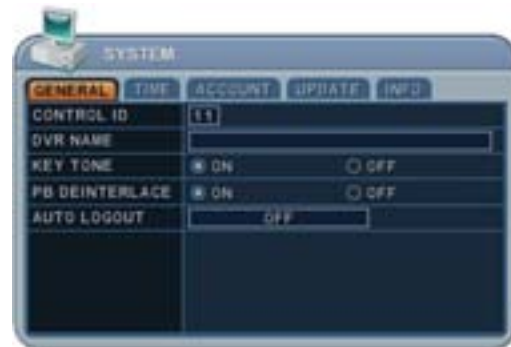 SYSTEM
GENERAL TIME ACCOUNT UPDATE INFO
CONTROL ID 11
DVR NAME
KEY TONE ON OFF
PB DEINTERLACE ON OFF
AUTO LOGOUT OFF